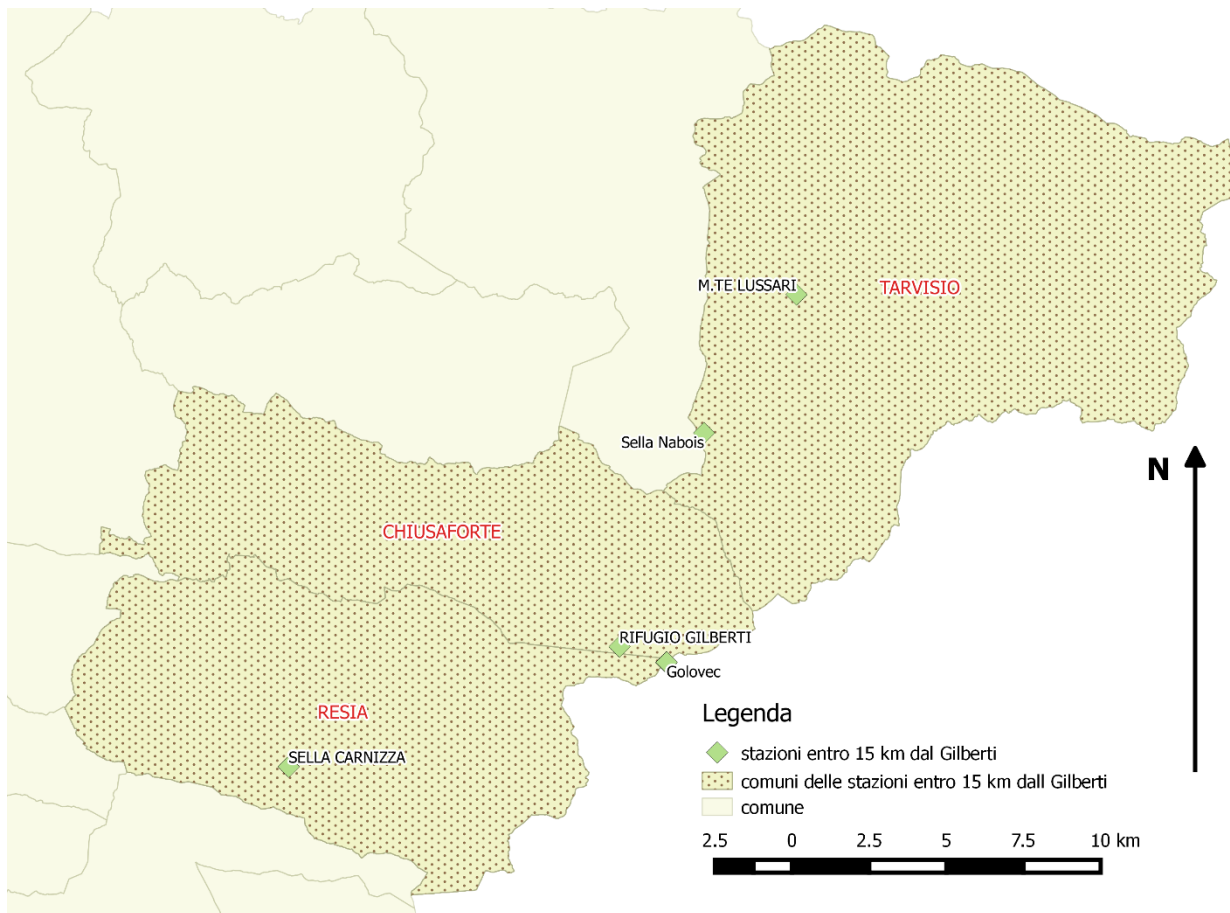 M.TE LUSSARI
TARVISIO
Sella Nabois
N
CHIUSAFORTE
RIFUGIO GILBERTI
Golovec
RESIA
SELLA CARNIZZA
Legenda
stazioni entro 15 km dal Gilberti
comuni delle stazioni entro 15 km dall Gilberti
comune
2.5 0 2.5 5 7.5 10 km